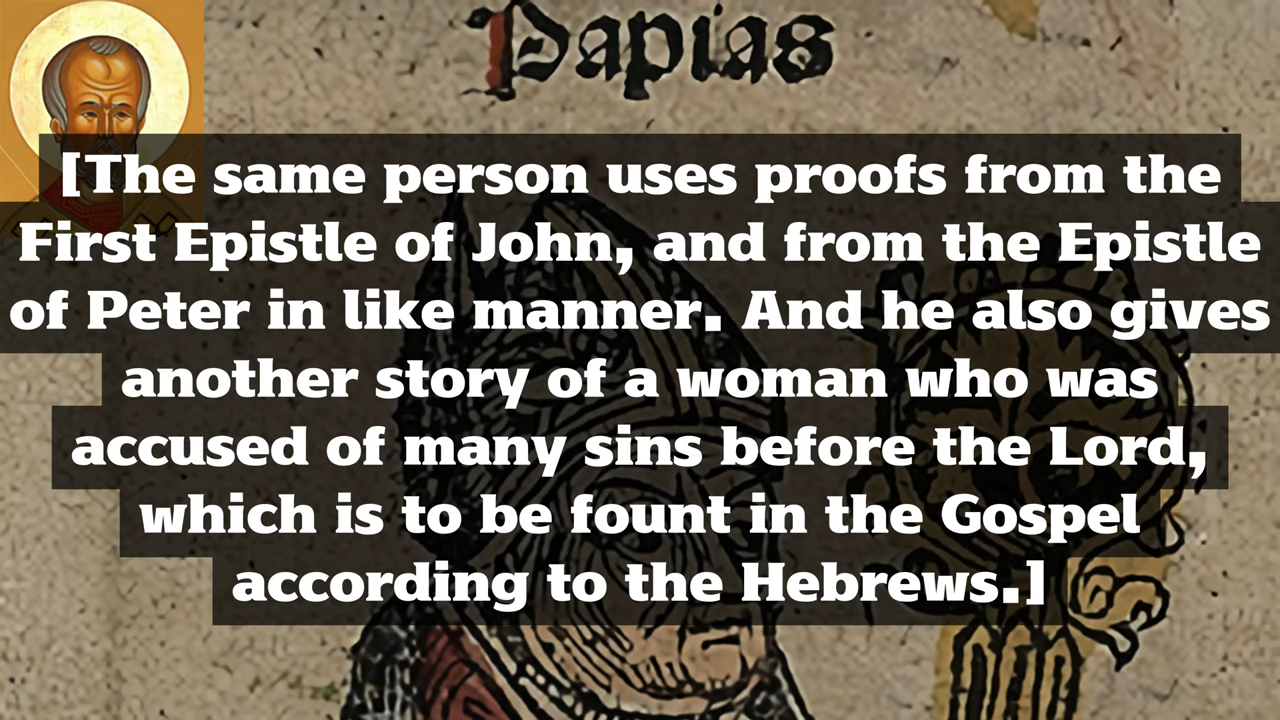 Papias
[The same person uses proofs from the
First Epistle of John, and from the Epistle
of Peter in like manner. And he also gives
another story of a woman who was
accused of many sins before the Lord,
which is to be fount in the Gospel
according to the Hebrews.]